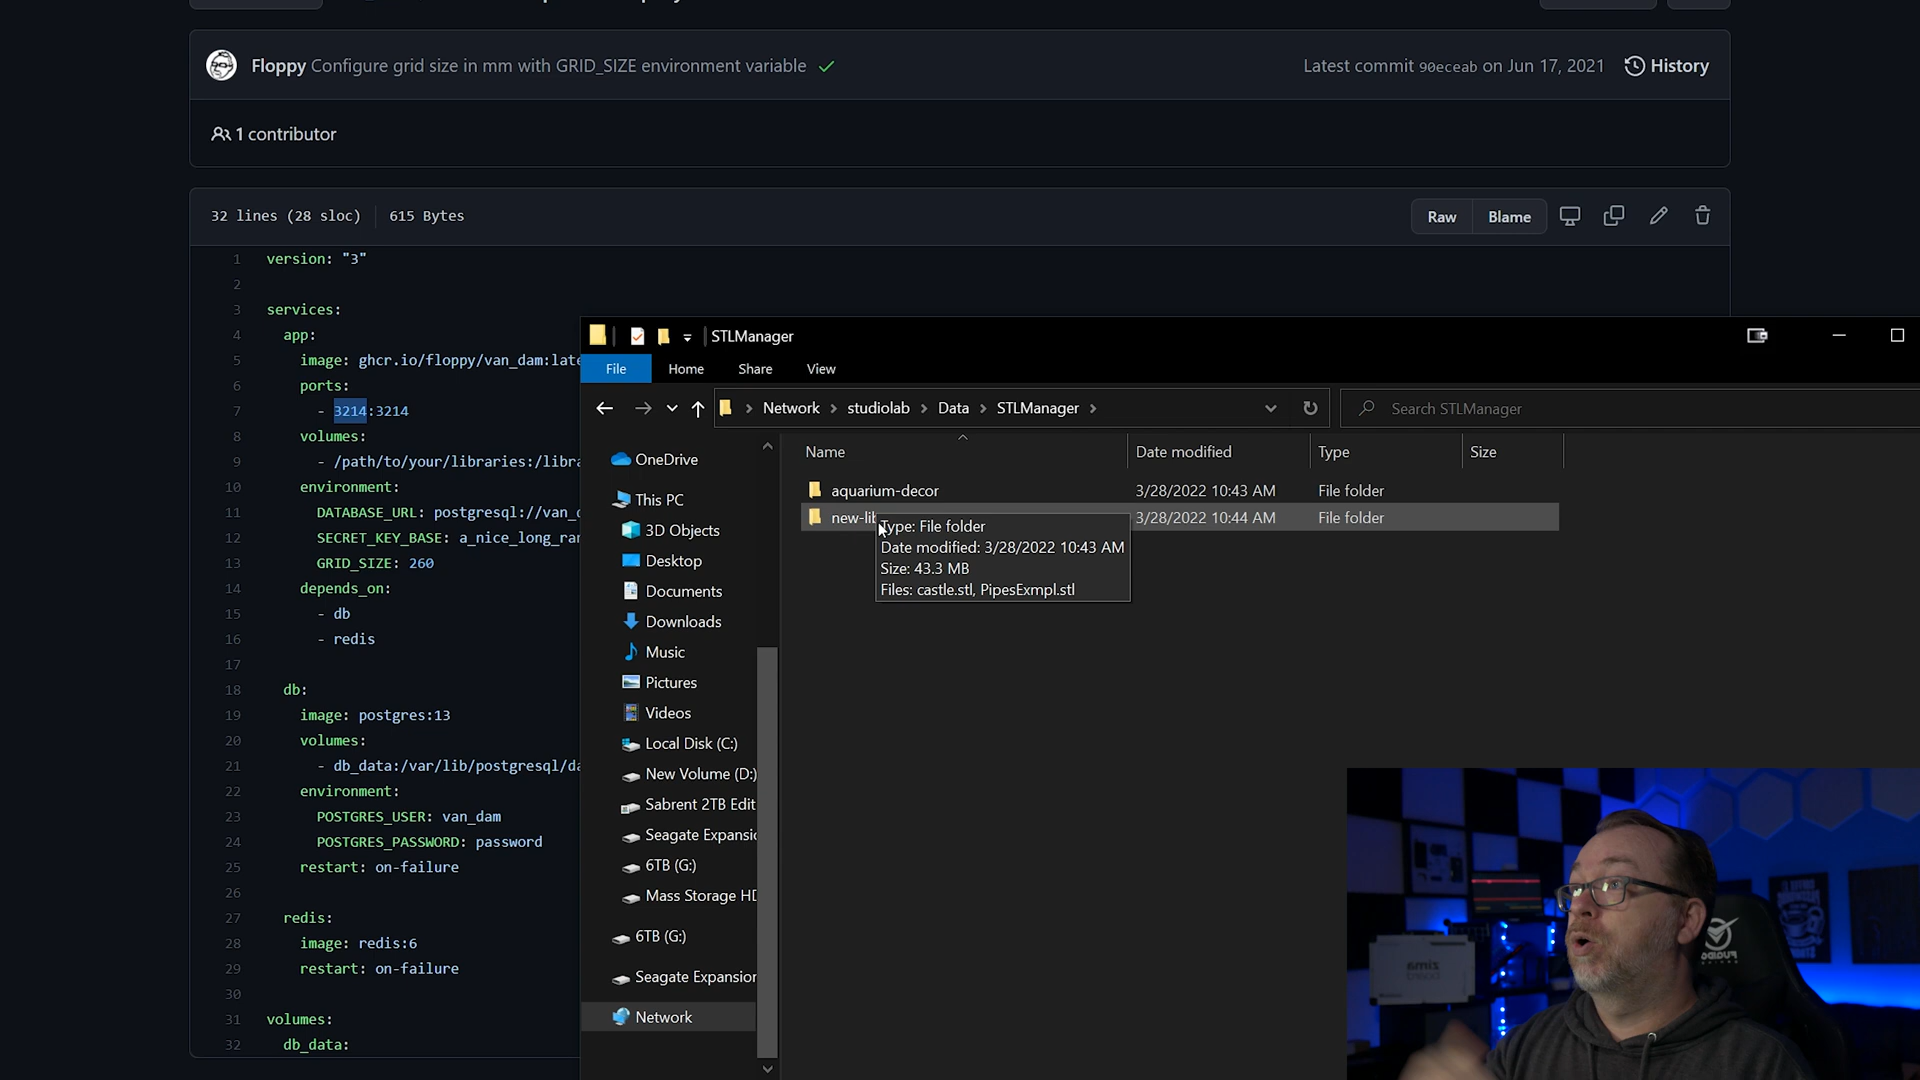 Floppy Configure grid size in mm with GRID_SIZE environment variable
Latest commit 90eceab on Jun 17, 2021 History
1 contributor
32 lines (28 sloc) 615 Bytes
Raw Blame
1 version: "3"
2
3 services:
4 app:
5 image: ghcr.io/floppy/van_dam:late
6 ports:
7 - 3214:3214
8 volumes:
9 - /path/to/your/libraries:/libra
10 environment:
11 DATABASE_URL: postgresql://van_d
12 SECRET_KEY_BASE: a_nice_long_ran
13 GRID_SIZE: 260
14 depends_on:
15 - db
16 - redis
17
18 db:
19 image: postgres:13
20 volumes:
21 - db_data:/var/lib/postgresql/da
22 environment:
23 POSTGRES_USER: van_dam
24 POSTGRES_PASSWORD: password
25 restart: on-failure
26
27 redis:
28 image: redis:6
29 restart: on-failure
30
31 volumes:
32 db_data:
STLManager
File Home Share View
Network studiolab Data STLManager
Search STLManager
OneDrive
This PC
3D Objects
Desktop
Documents
Downloads
Music
Pictures
Videos
Local Disk (C:)
New Volume (D:)
Sabrent 2TB Edit
Seagate Expansio
6TB (G:)
Mass Storage HD
6TB (G:)
Seagate Expansion
Network
Name Date modified Type Size
aquarium-decor 3/28/2022 10:43 AM File folder
new-lib 3/28/2022 10:44 AM File folder
Type: File folder
Date modified: 3/28/2022 10:43 AM
Size: 43.3 MB
Files: castle.stl, PipesExmpl.stl
zima